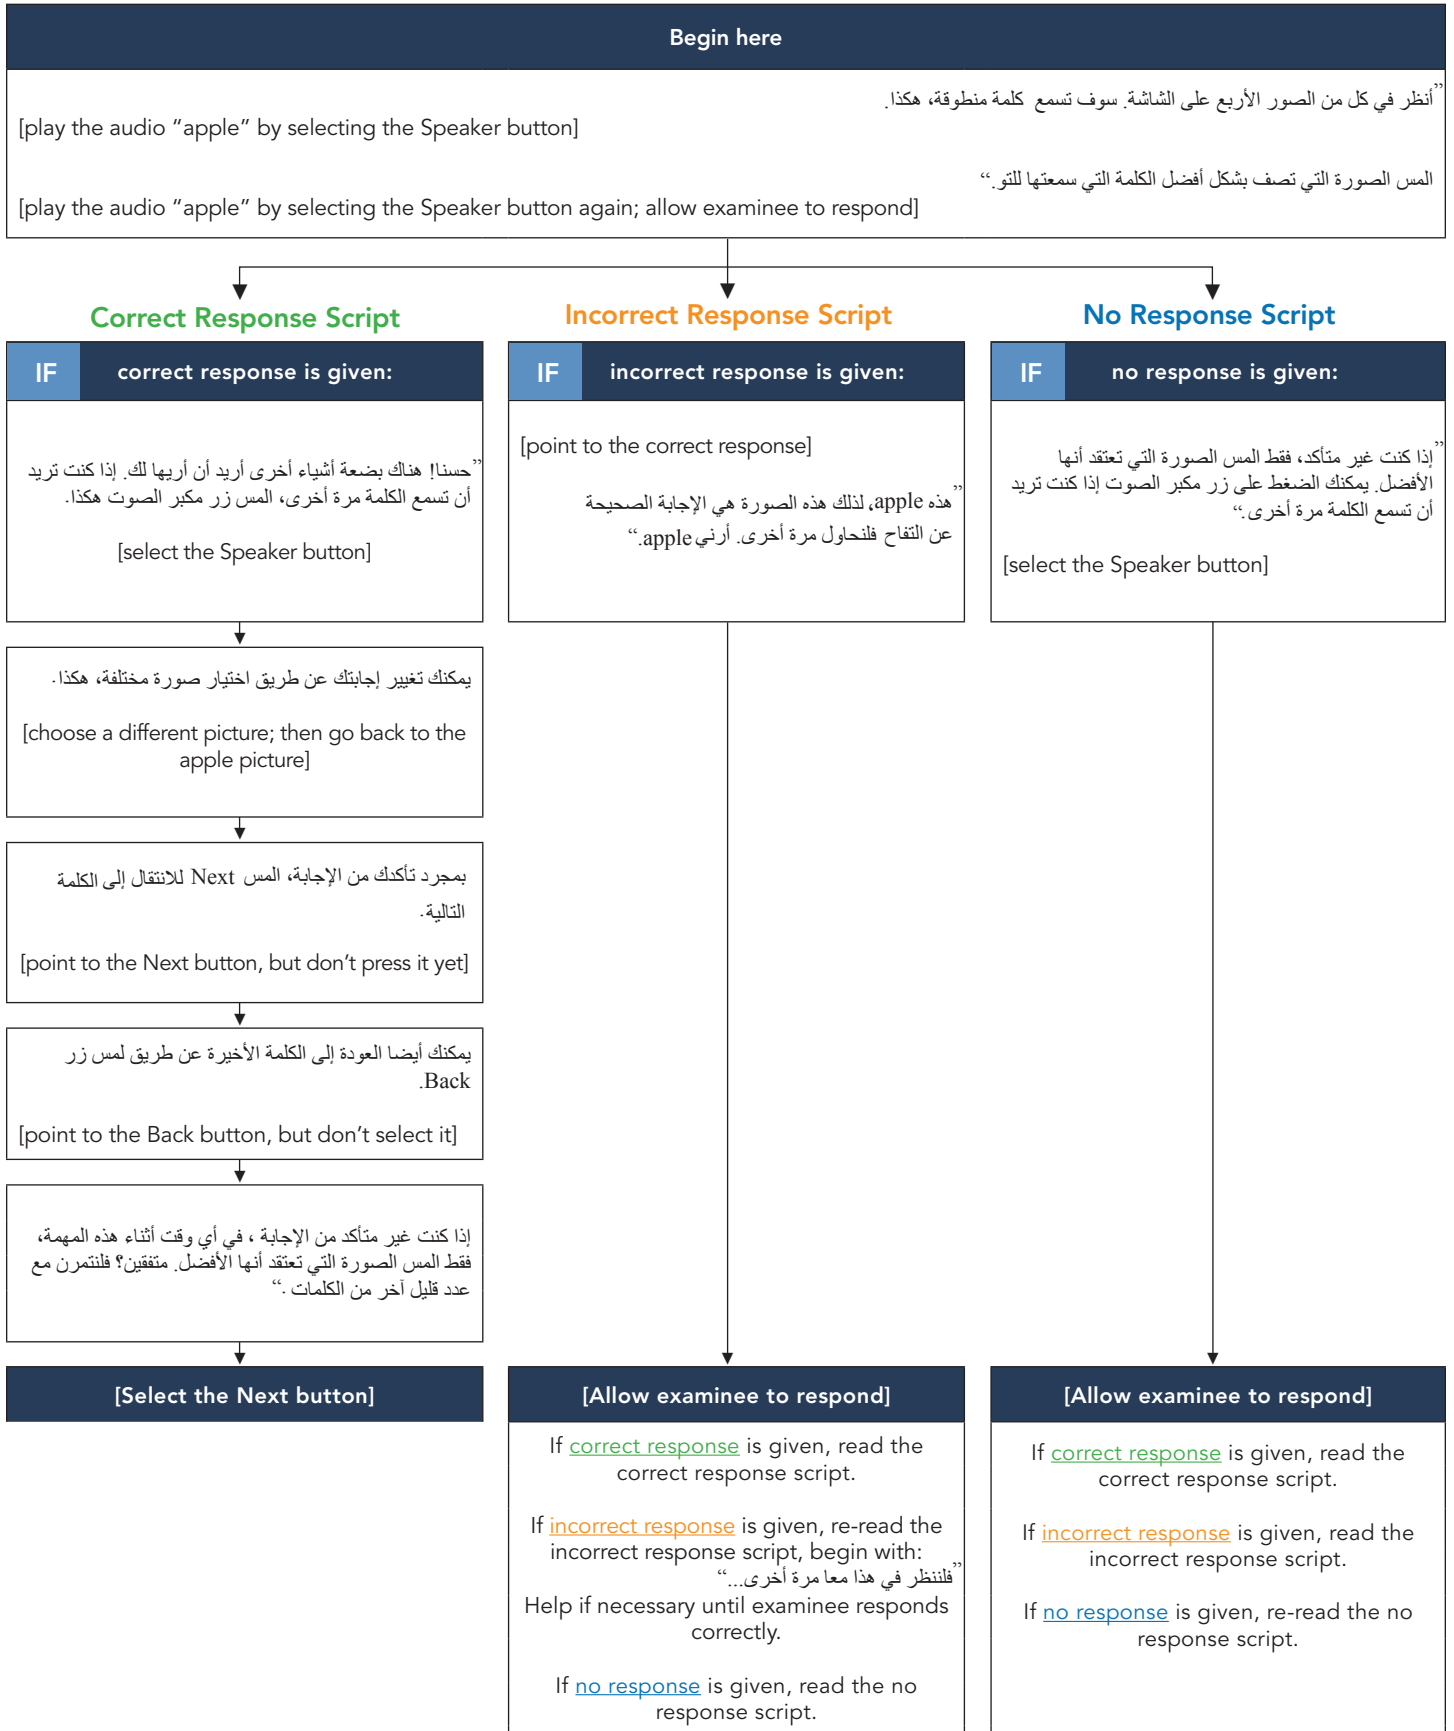 Begin here
”أنظر في كل من الصور الأربع على الشاشة. سوف تسمع كلمة منطوقة، هكذا.
[play the audio “apple” by selecting the Speaker button]
المس الصورة التي تصف بشكل أفضل الكلمة التي سمعتها للتو.“
[play the audio “apple” by selecting the Speaker button again; allow examinee to respond]
Correct Response Script
IF correct response is given:
”حسنا! هناك بضعة أشياء أخرى أريد أن أريها لك. إذا كنت تريد
أن تسمع الكلمة مرة أخرى، المس زر مكبر الصوت هكذا.
[select the Speaker button]
يمكنك تغيير إجابتك عن طريق اختيار صورة مختلفة، هكذا.
[choose a different picture; then go back to the
apple picture]
بمجرد تأكدك من الإجابة، المس Next للانتقال إلى الكلمة
التالية.
[point to the Next button, but don’t press it yet]
يمكنك أيضا العودة إلى الكلمة الأخيرة عن طريق لمس زر
Back.
[point to the Back button, but don’t select it]
إذا كنت غير متأكد من الإجابة ، في أي وقت أثناء هذه المهمة،
فقط المس الصورة التي تعتقد أنها الأفضل. متفقين؟ فلنتمرن مع
عدد قليل آخر من الكلمات .“
[Select the Next button]
Incorrect Response Script
IF incorrect response is given:
[point to the correct response]
”هذه apple، لذلك هذه الصورة هي الإجابة الصحيحة
عن التفاح فلنحاول مرة أخرى. أرني apple.“
[Allow examinee to respond]
If correct response is given, read the
correct response script.
If incorrect response is given, re-read the
incorrect response script, begin with:
”فلننظر في هذا معا مرة أخرى...“
Help if necessary until examinee responds
correctly.
If no response is given, read the no
response script.
No Response Script
IF no response is given:
”إذا كنت غير متأكد، فقط المس الصورة التي تعتقد أنها
الأفضل. يمكنك الضغط على زر مكبر الصوت إذا كنت تريد
أن تسمع الكلمة مرة أخرى.“
[select the Speaker button]
[Allow examinee to respond]
If correct response is given, read the
correct response script.
If incorrect response is given, read the
incorrect response script.
If no response is given, re-read the no
response script.